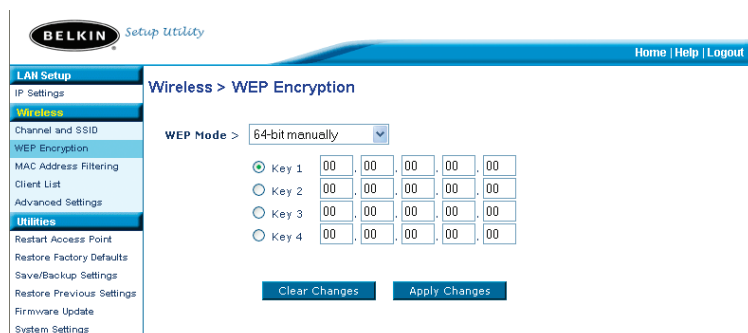 BELKIN Setup Utility
Home | Help | Logout
LAN Setup
IP Settings
Wireless
Channel and SSID
WEP Encryption
MAC Address Filtering
Client List
Advanced Settings
Utilities
Restart Access Point
Restore Factory Defaults
Save/Backup Settings
Restore Previous Settings
Firmware Update
System Settings
Wireless > WEP Encryption
WEP Mode > 64-bit manually
Key 1 00 . 00 . 00 . 00 . 00
Key 2 00 . 00 . 00 . 00 . 00
Key 3 00 . 00 . 00 . 00 . 00
Key 4 00 . 00 . 00 . 00 . 00
Clear Changes Apply Changes